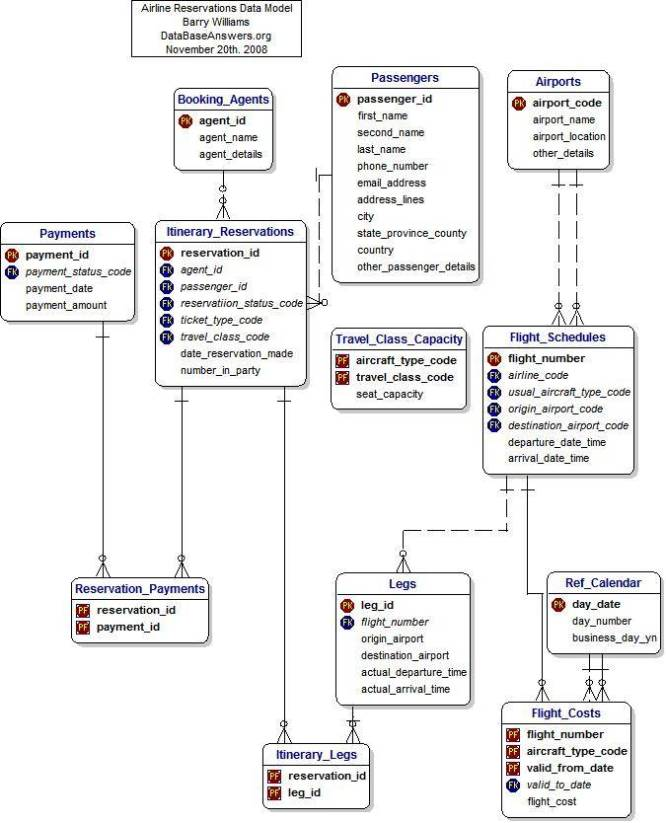 Airline Reservations Data Model
Barry Williams
DataBaseAnswers.org
November 20th. 2008
Booking_Agents
PK agent_id
agent_name
agent_details
Passengers
PK passenger_id
first_name
second_name
last_name
phone_number
email_address
address_lines
city
state_province_county
country
other_passenger_details
Airports
PK airport_code
airport_name
airport_location
other_details
Payments
PK payment_id
FK payment_status_code
payment_date
payment_amount
Itinerary_Reservations
PK reservation_id
FK agent_id
FK passenger_id
FK reservatiion_status_code
FK ticket_type_code
FK travel_class_code
date_reservation_made
number_in_party
Travel_Class_Capacity
PF aircraft_type_code
PF travel_class_code
seat_capacity
Flight_Schedules
PK flight_number
FK airline_code
FK usual_aircraft_type_code
FK origin_airport_code
FK destination_airport_code
departure_date_time
arrival_date_time
Reservation_Payments
PF reservation_id
PF payment_id
Legs
PK leg_id
FK flight_number
origin_airport
destination_airport
actual_departure_time
actual_arrival_time
Ref_Calendar
PK day_date
day_number
business_day_yn
Itinerary_Legs
PF reservation_id
PF leg_id
Flight_Costs
PF flight_number
PF aircraft_type_code
PF valid_from_date
FK valid_to_date
flight_cost